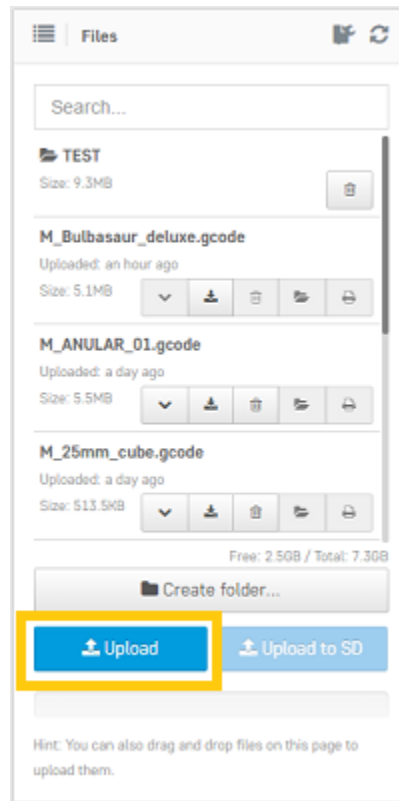 Files
Search...
TEST
Size: 9.3MB
M_Bulbasaur_deluxe.gcode
Uploaded: an hour ago
Size: 5.1MB
M_ANULAR_01.gcode
Uploaded: a day ago
Size: 5.5MB
M_25mm_cube.gcode
Uploaded: a day ago
Size: 513.5KB
Free: 2.5GB / Total: 7.3GB
Create folder...
Upload
Upload to SD
Hint: You can also drag and drop files on this page to
upload them.